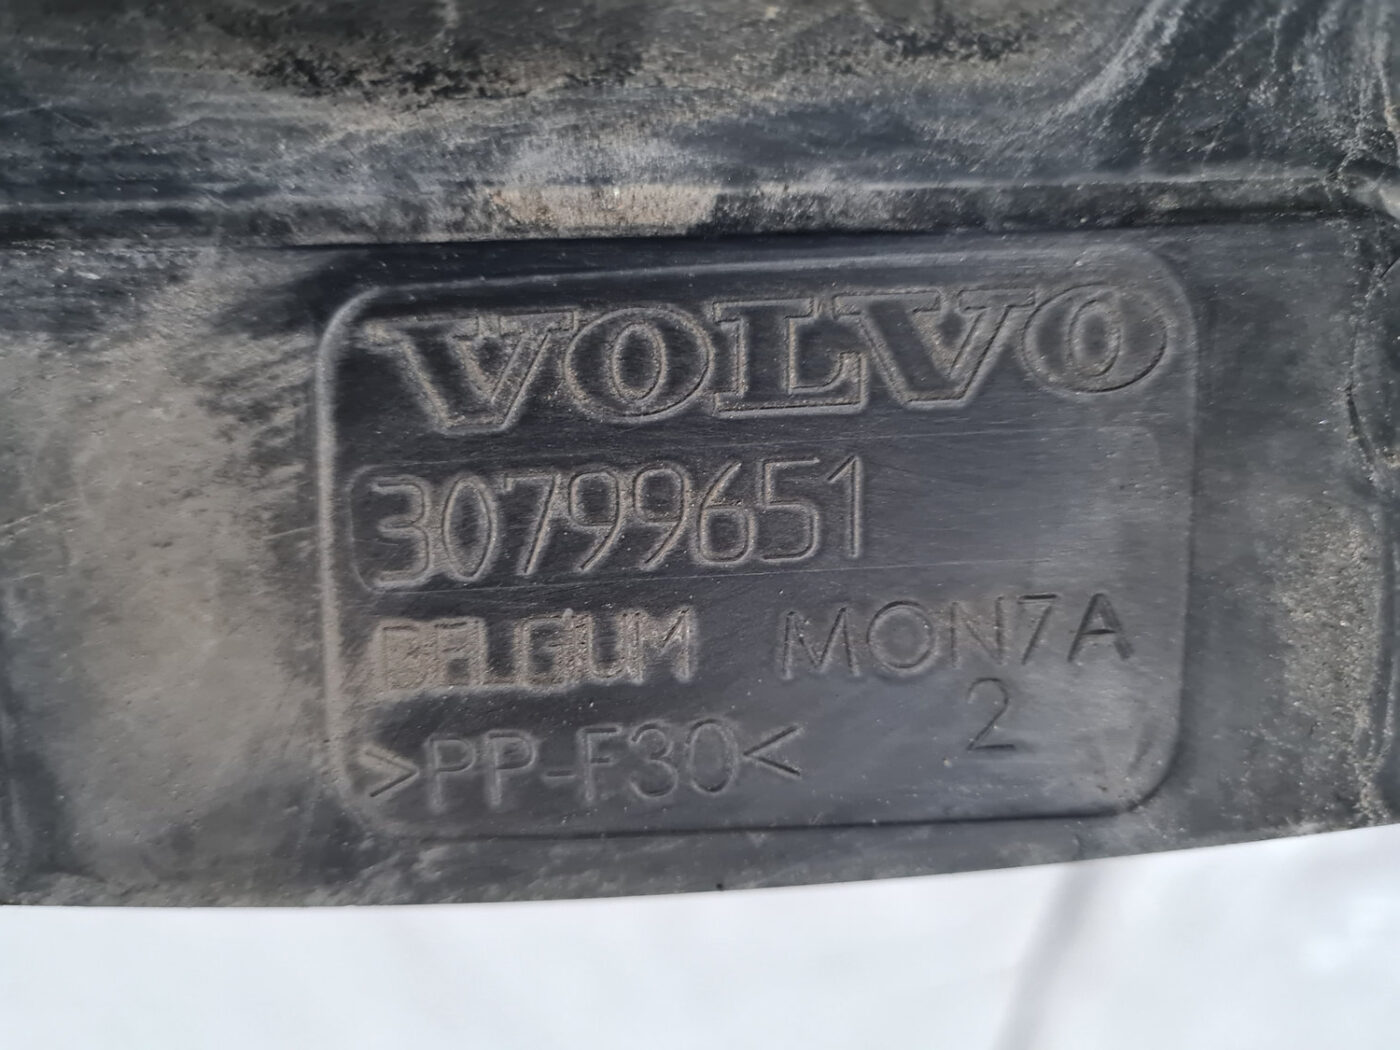 VOLVO
30799651
BELGIUM MON7A
2
>PP-F30<